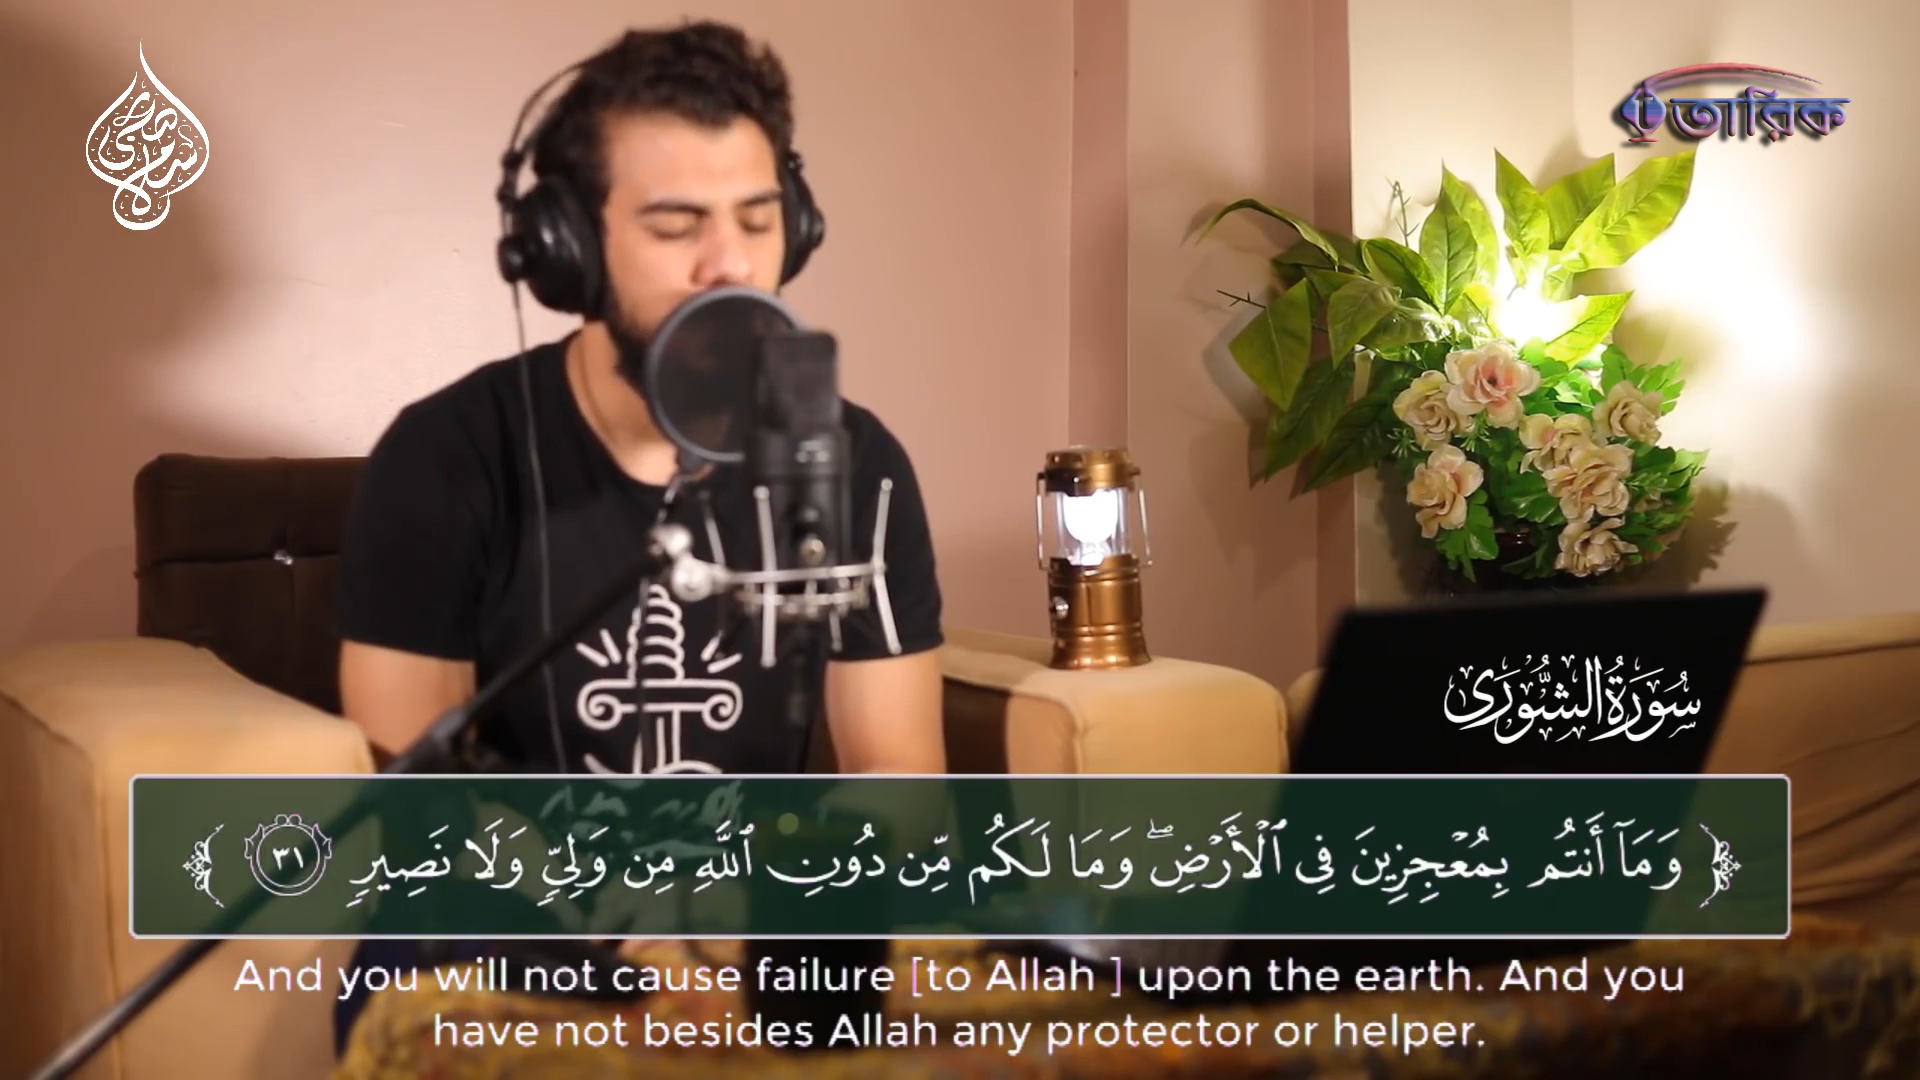 তারিক
سُورَةُ الشُّورَى
وَمَآ أَنتُم بِمُعۡجِزِينَ فِى ٱلۡأَرۡضِۖ وَمَا لَكُم مِّن دُونِ ٱللَّهِ مِن وَلِىّٖ وَلَا نَصِيرٖ ٣١
And you will not cause failure [to Allah ] upon the earth. And you
have not besides Allah any protector or helper.